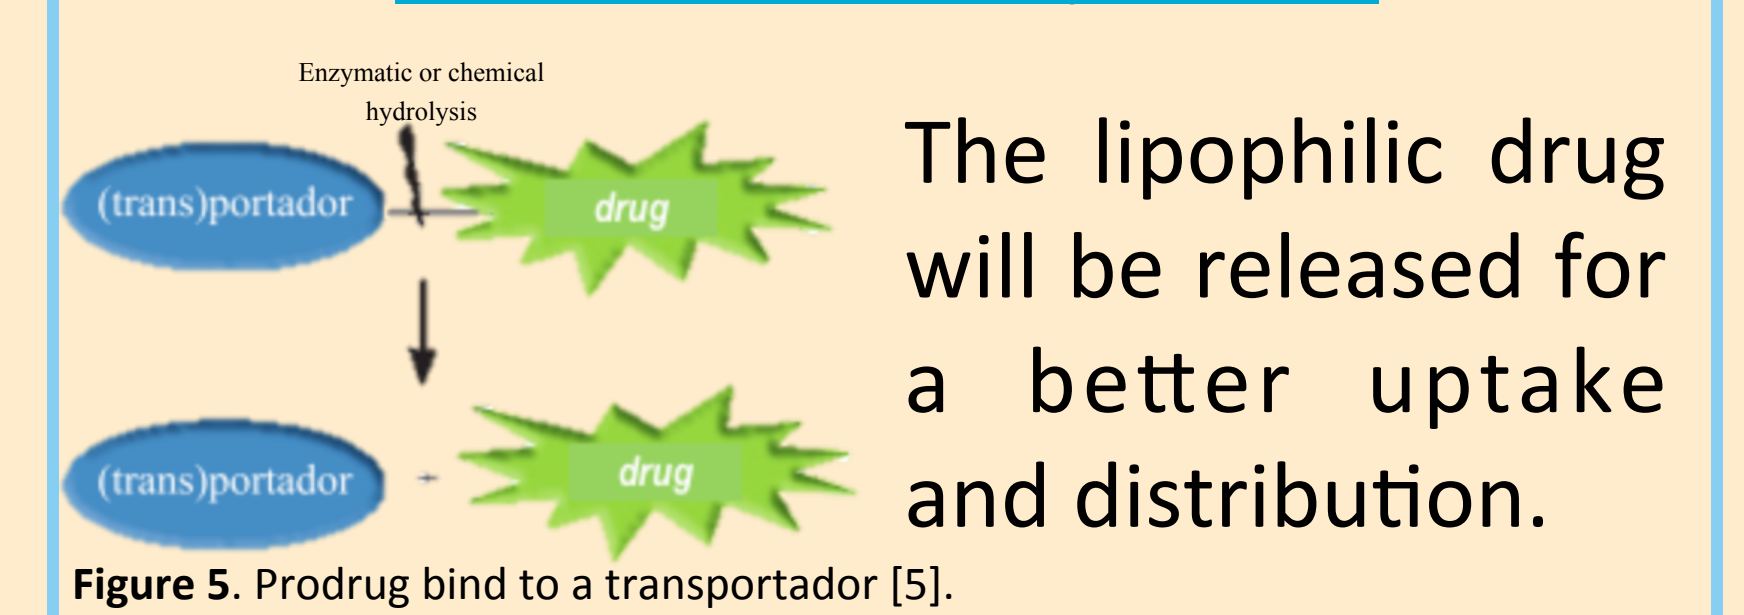 Enzymatic or chemical
hydrolysis
(trans)portador
drug
(trans)portador
+
drug
The lipophilic drug
will be released for
a better uptake
and distribution.
Figure 5. Prodrug bind to a transportador [5].